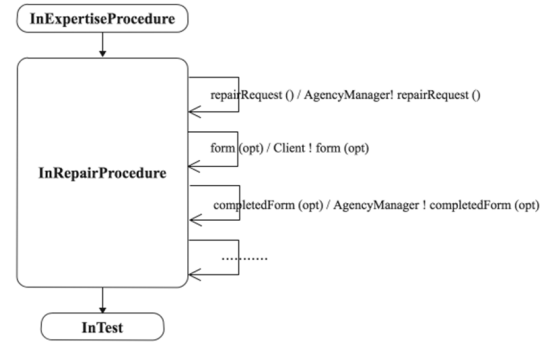 InExpertiseProcedure
repairRequest () / AgencyManager! repairRequest ()
form (opt) / Client ! form (opt)
InRepairProcedure
completedForm (opt) / AgencyManager ! completedForm (opt)
...........
InTest